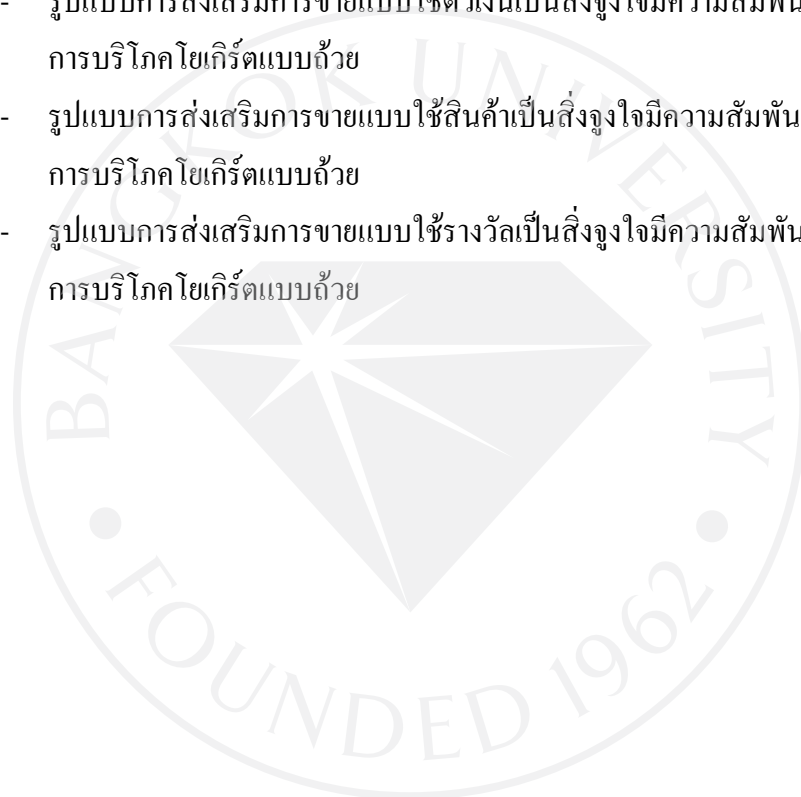 - รูปแบบการส่งเสริมการขายแบบใช้ตัวเงินเป็นสิ่งจูงใจมีความสัมพัน
การบริโภคโยเกิร์ตแบบถ้วย
- รูปแบบการส่งเสริมการขายแบบใช้สินค้าเป็นสิ่งจูงใจมีความสัมพัน
การบริโภคโยเกิร์ตแบบถ้วย
- รูปแบบการส่งเสริมการขายแบบใช้รางวัลเป็นสิ่งจูงใจมีความสัมพัน
การบริโภคโยเกิร์ตแบบถ้วย
BANGKOK UNIVERSITY
FOUNDED 1962